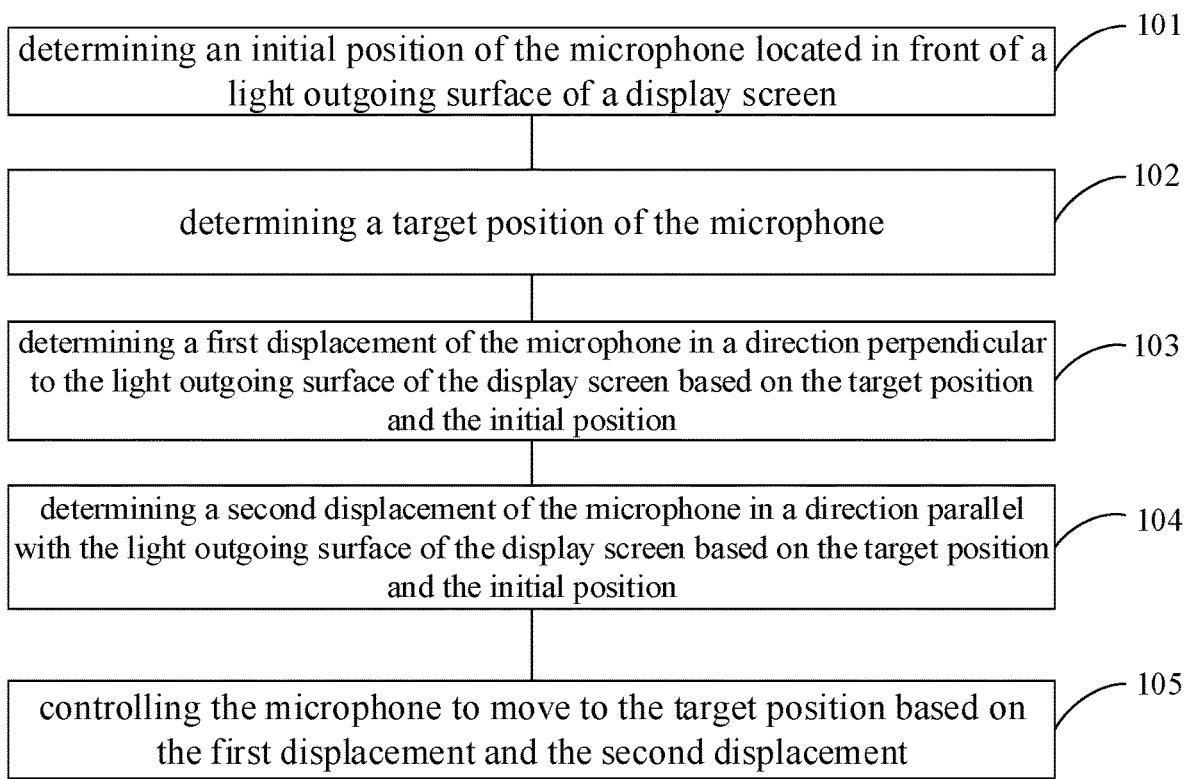 101
determining an initial position of the microphone located in front of a
light outgoing surface of a display screen
102
determining a target position of the microphone
103
determining a first displacement of the microphone in a direction perpendicular
to the light outgoing surface of the display screen based on the target position
and the initial position
104
determining a second displacement of the microphone in a direction parallel
with the light outgoing surface of the display screen based on the target position
and the initial position
105
controlling the microphone to move to the target position based on
the first displacement and the second displacement